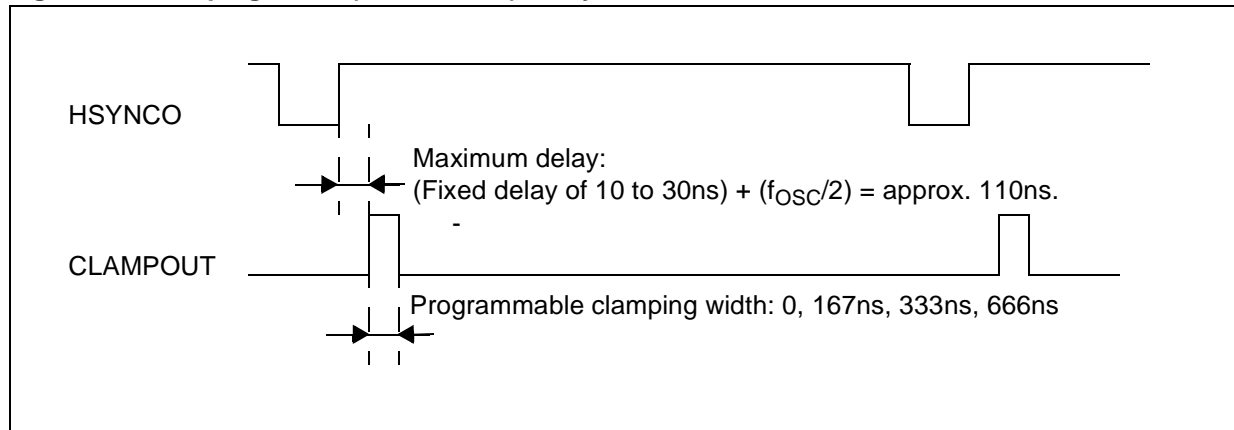 HSYNCO
Maximum delay:
(Fixed delay of 10 to 30ns) + (fOSC/2) = approx. 110ns.
-
CLAMPOUT
Programmable clamping width: 0, 167ns, 333ns, 666ns